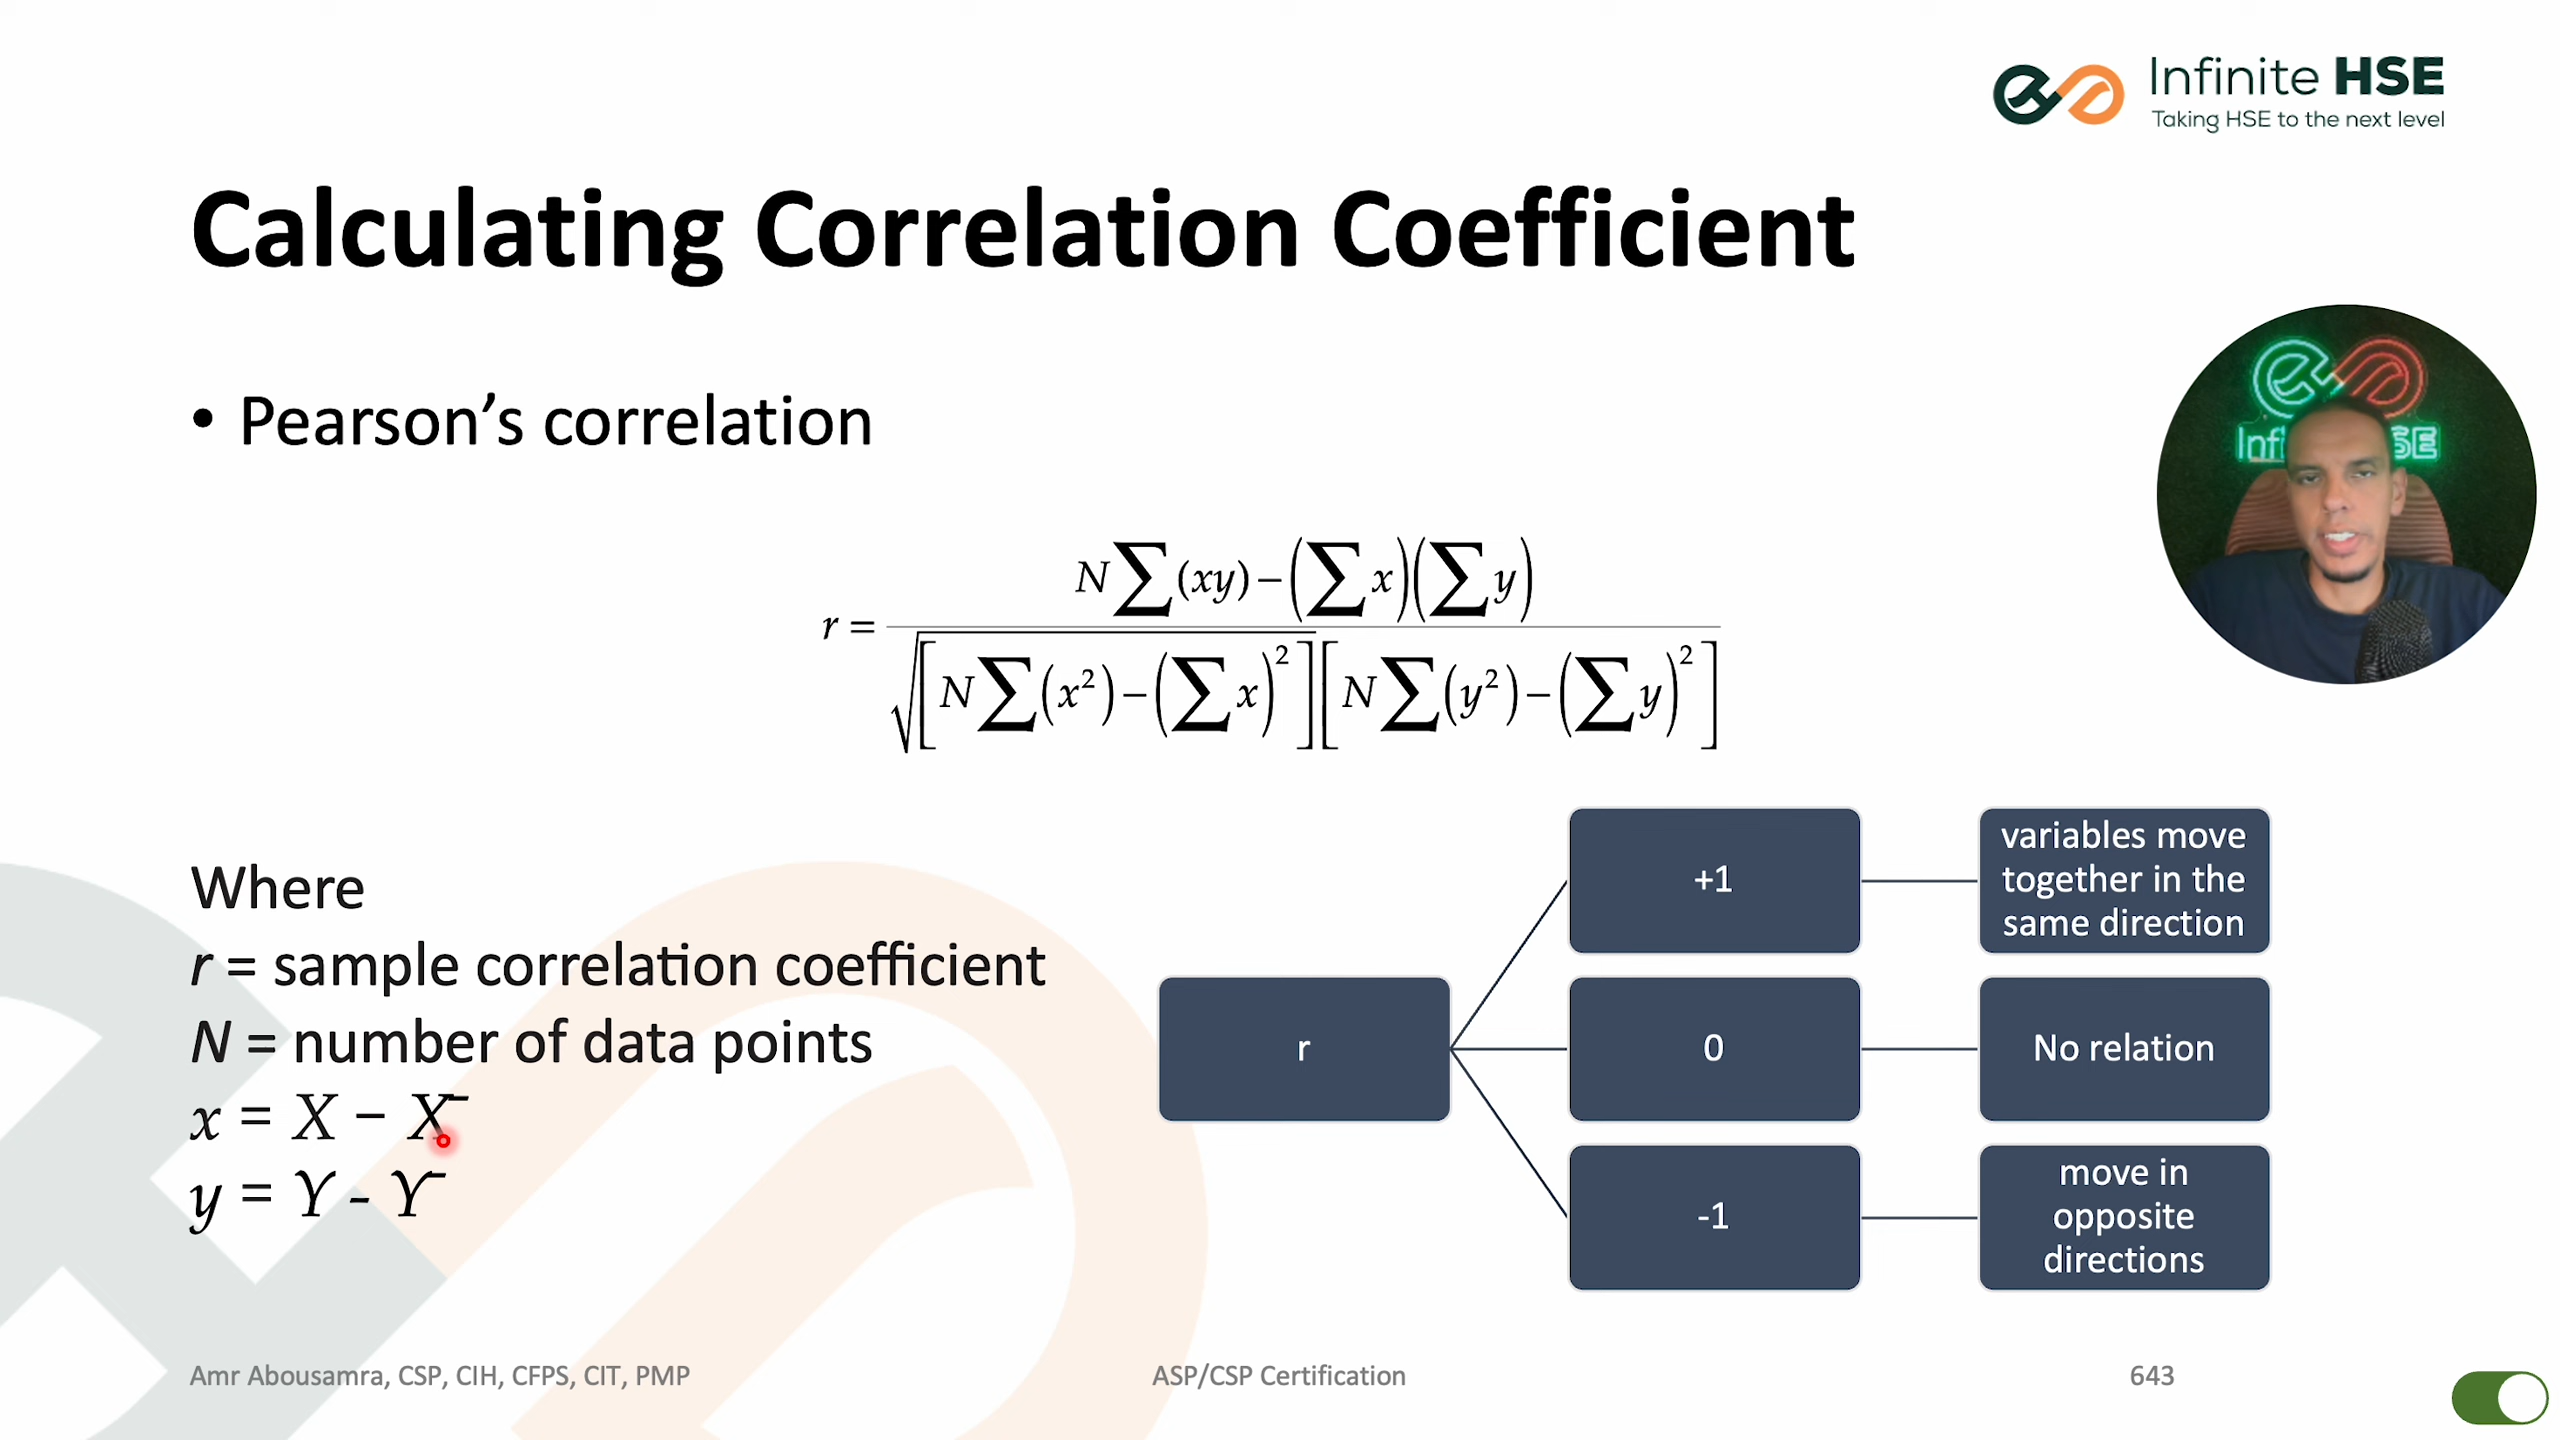 Infinite HSE
Taking HSE to the next level
Calculating Correlation Coefficient
• Pearson’s correlation
r = N∑(xy)−(∑x)(∑y) / √[N∑(x²)−(∑x)²][N∑(y²)−(∑y)²]
Where
r = sample correlation coefficient
N = number of data points
x = X − X‾
y = Y - Y‾
r
+1
variables move
together in the
same direction
0
No relation
-1
move in
opposite
directions
Inf
SE
Amr Abousamra, CSP, CIH, CFPS, CIT, PMP
ASP/CSP Certification
643